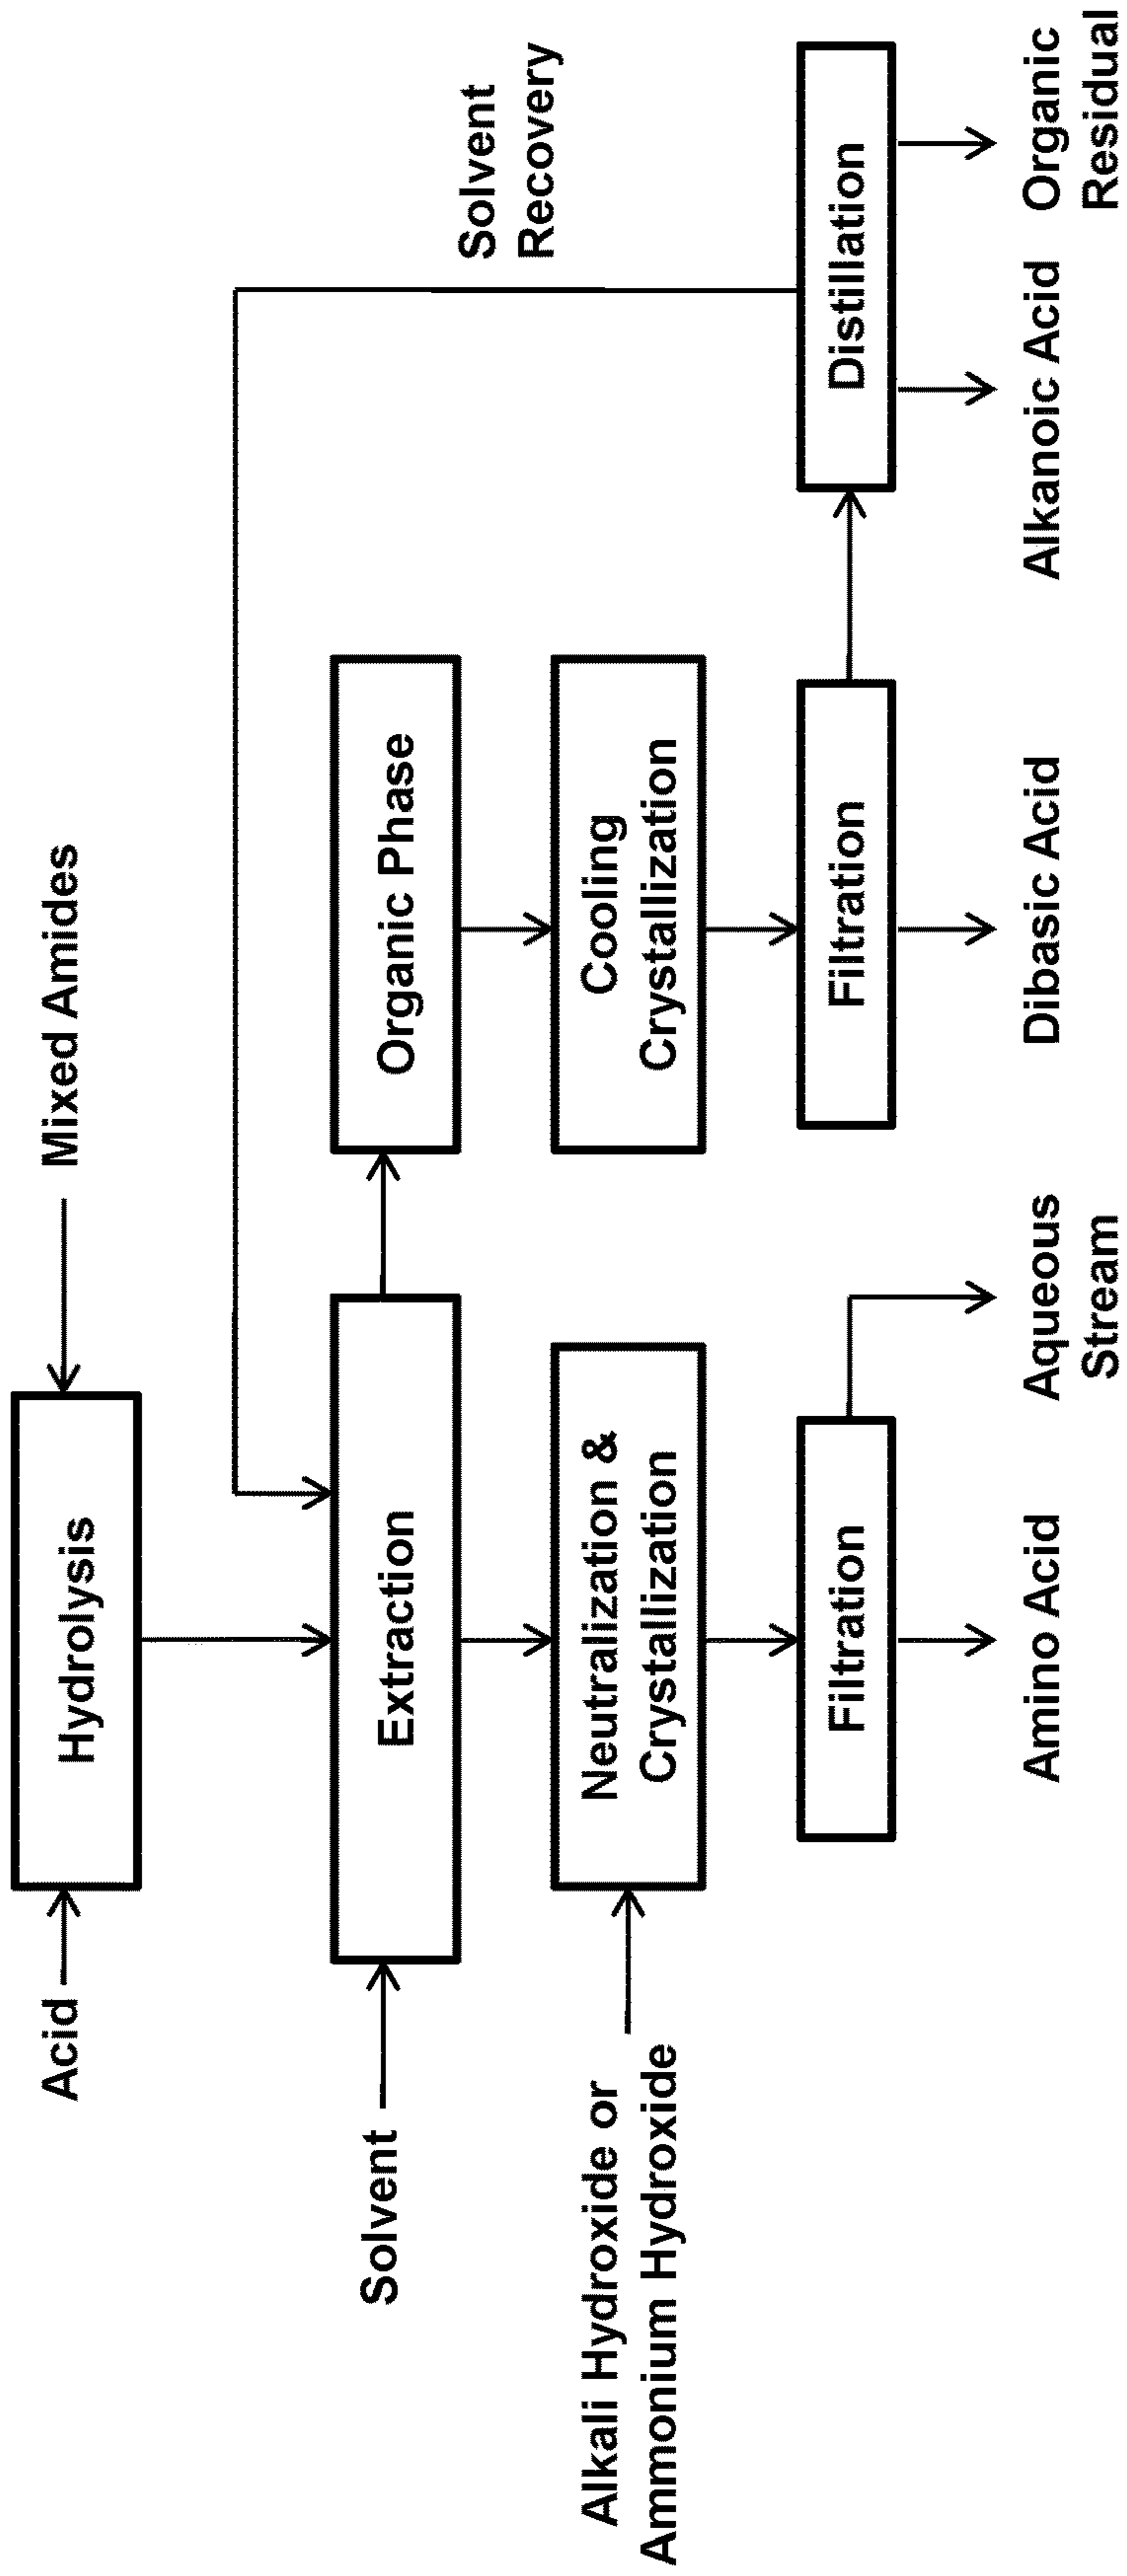 Acid
Hydrolysis
Mixed Amides
Solvent
Recovery
Solvent
Extraction
Organic Phase
Alkali Hydroxide or
Ammonium Hydroxide
Neutralization &
Crystallization
Cooling
Crystallization
Filtration
Filtration
Distillation
Amino Acid
Aqueous
Stream
Dibasic Acid
Alkanoic Acid
Organic
Residual